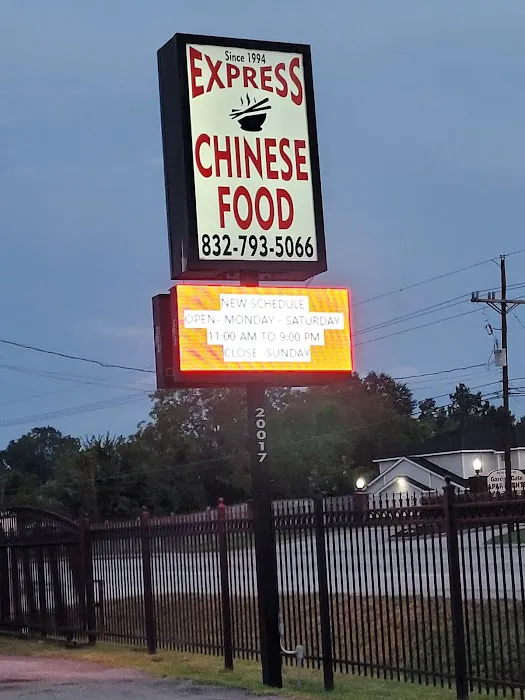 Since 1994
EXPRESS
CHINESE
FOOD
832-793-5066
NEW SCHEDULE
OPEN- MONDAY - SATURDAY
11:00 AM TO 9:00 PM
CLOSE SUNDAY
20017